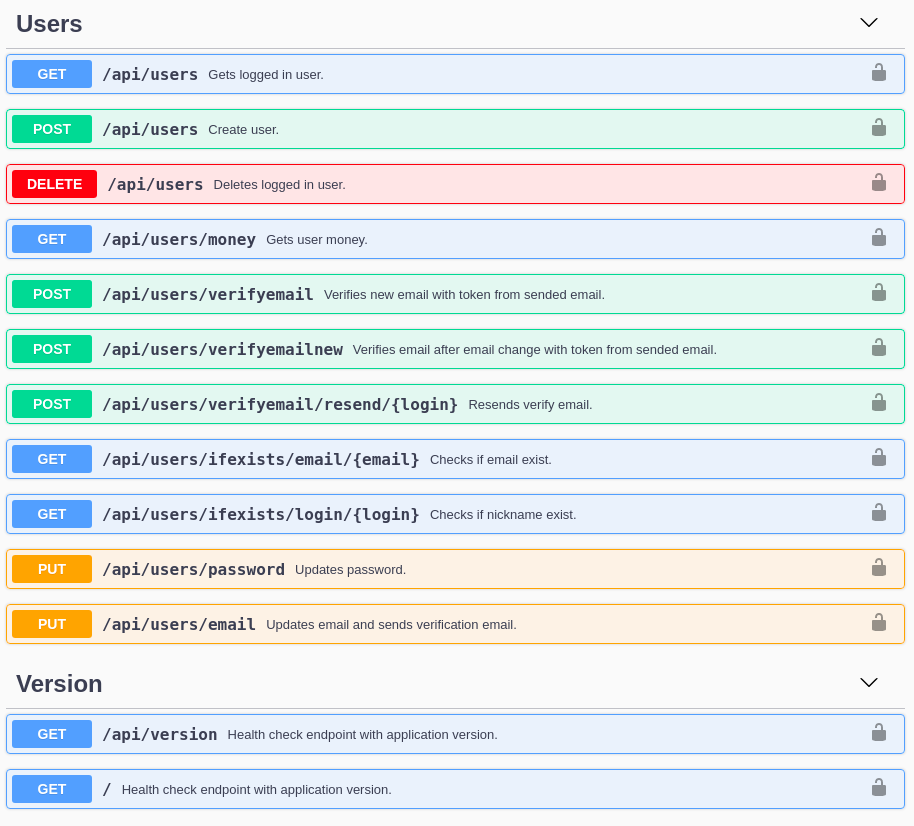 Users
GET /api/users Gets logged in user.
POST /api/users Create user.
DELETE /api/users Deletes logged in user.
GET /api/users/money Gets user money.
POST /api/users/verifyemail Verifies new email with token from sended email.
POST /api/users/verifyemailnew Verifies email after email change with token from sended email.
POST /api/users/verifyemail/resend/{login} Resends verify email.
GET /api/users/ifexists/email/{email} Checks if email exist.
GET /api/users/ifexists/login/{login} Checks if nickname exist.
PUT /api/users/password Updates password.
PUT /api/users/email Updates email and sends verification email.
Version
GET /api/version Health check endpoint with application version.
GET / Health check endpoint with application version.